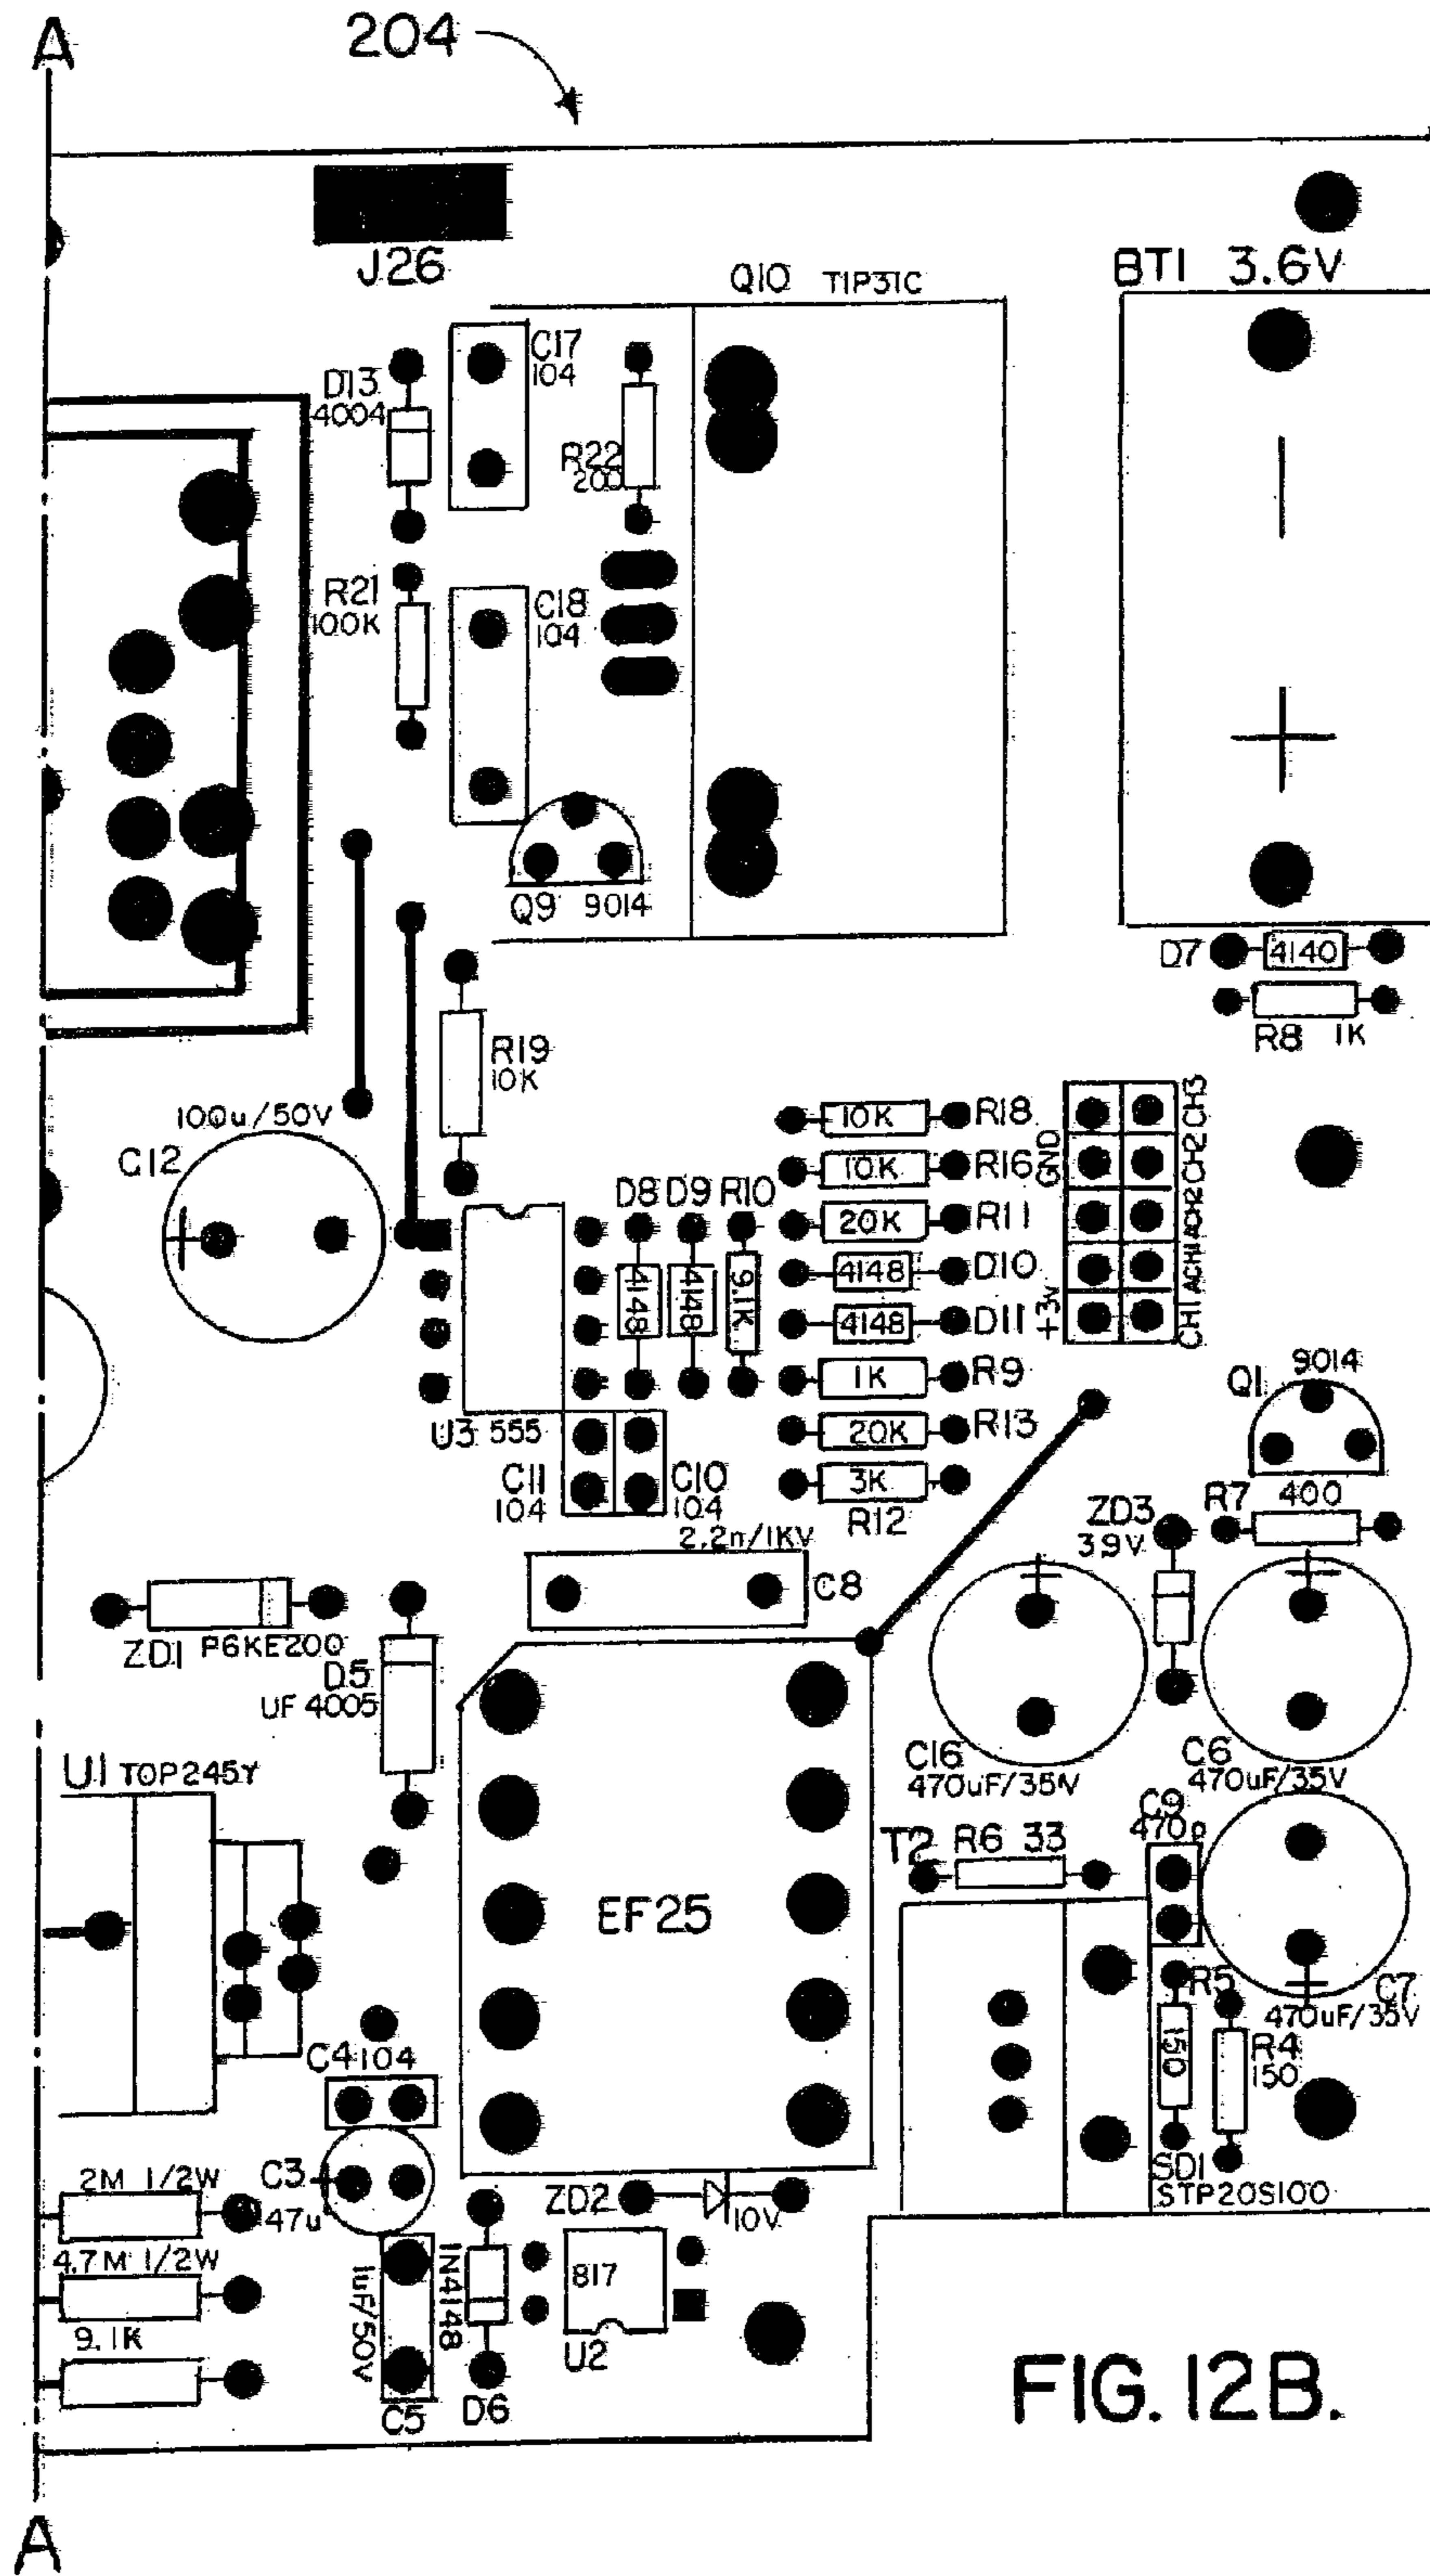 A
204
J26
Q10 TIP31C
BT1 3.6V
C17
104
D13
4004
R22
200
R21
100K
C18
104
Q9 9014
D7 4140
R8 1K
R19
10K
100u/50V
C12
10K R18
10K R16
20K R11
4148 D10
4148 D11
1K R9
20K R13
3K
R12
D8 D9 R10
4148 4148 9.1K
GND
+3V
CH3
CH2
ACH2
ACH1
CH1
U3 555
C11
104
C10
104
Q1 9014
R7 400
ZD3
39V
2.2n/1KV
C8
ZD1 P6KE200
D5
UF 4005
C16
470uF/35V
C6
470uF/35V
U1 TOP245Y
EF25
T2 R6 33
C9
470p
C7
470uF/35V
R5
150
R4
150
SD1
STP20S100
C4 104
C3
47u
2M 1/2W
4.7M 1/2W
9.1K
1uF/50V
C5
1N4148
D6
ZD2 10V
817
U2
FIG. 12B.
A